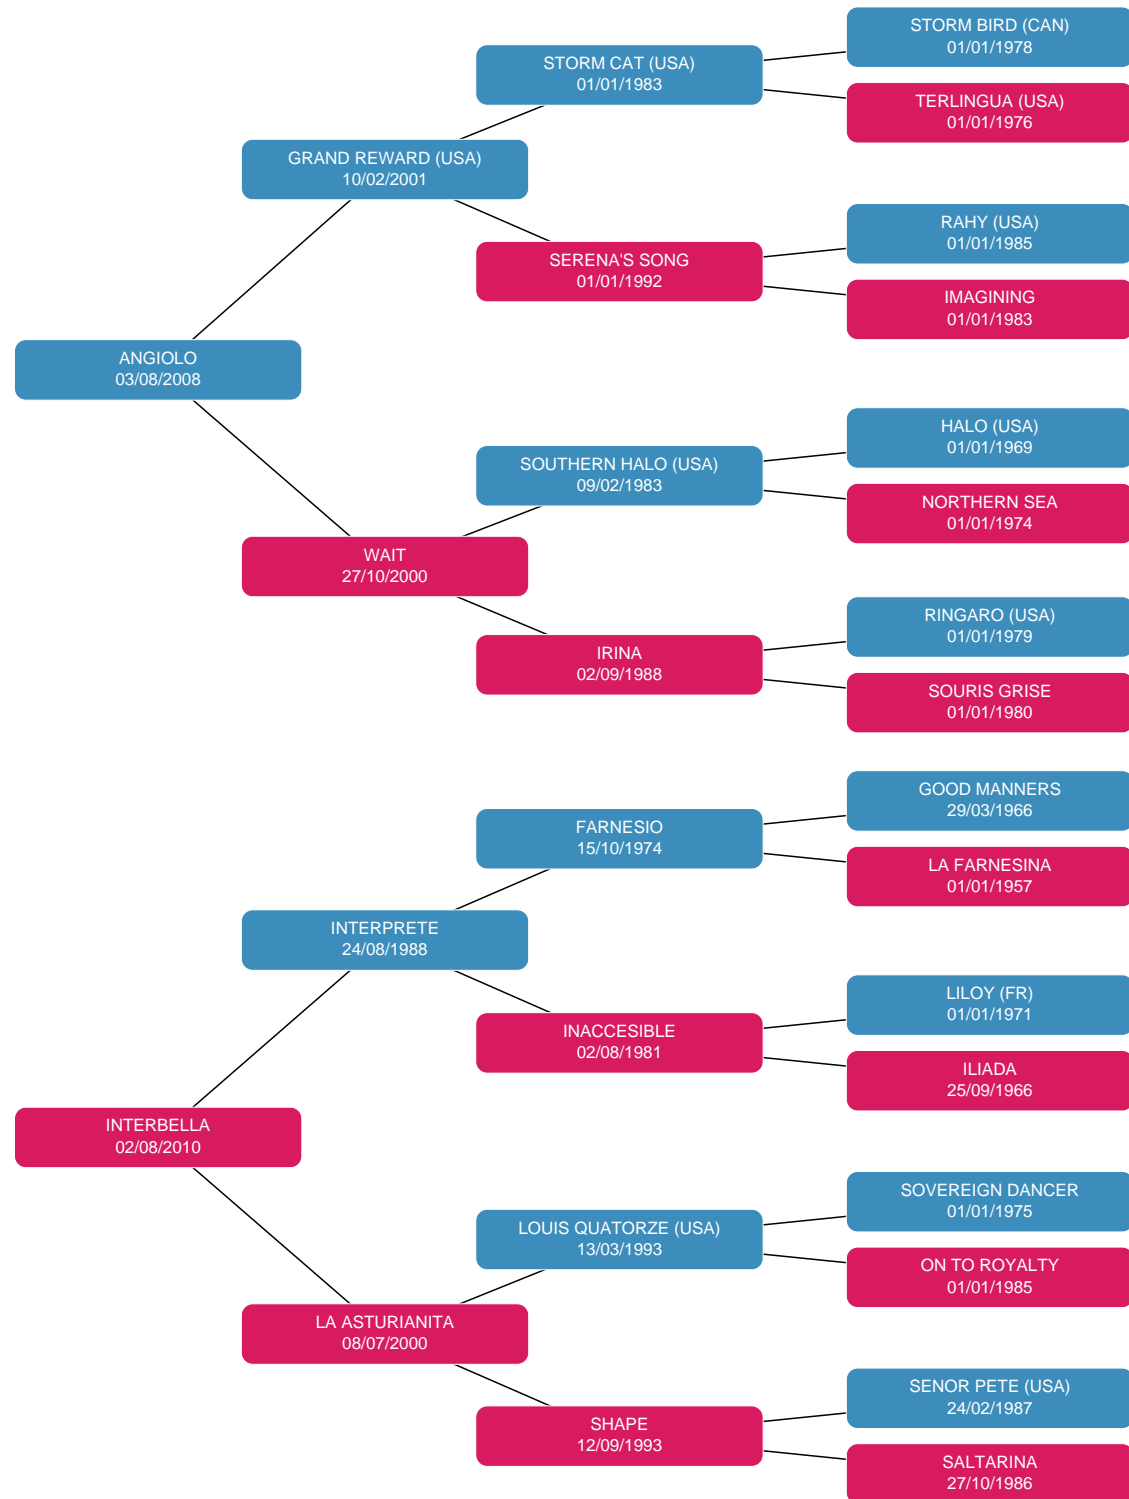 STORM BIRD (CAN)
01/01/1978
STORM CAT (USA)
01/01/1983
TERLINGUA (USA)
01/01/1976
GRAND REWARD (USA)
10/02/2001
RAHY (USA)
01/01/1985
SERENA'S SONG
01/01/1992
IMAGINING
01/01/1983
ANGIOLO
03/08/2008
HALO (USA)
01/01/1969
SOUTHERN HALO (USA)
09/02/1983
NORTHERN SEA
01/01/1974
WAIT
27/10/2000
RINGARO (USA)
01/01/1979
IRINA
02/09/1988
SOURIS GRISE
01/01/1980
GOOD MANNERS
29/03/1966
FARNESIO
15/10/1974
LA FARNESINA
01/01/1957
INTERPRETE
24/08/1988
LILOY (FR)
01/01/1971
INACCESIBLE
02/08/1981
ILIADA
25/09/1966
INTERBELLA
02/08/2010
SOVEREIGN DANCER
01/01/1975
LOUIS QUATORZE (USA)
13/03/1993
ON TO ROYALTY
01/01/1985
LA ASTURIANITA
08/07/2000
SENOR PETE (USA)
24/02/1987
SHAPE
12/09/1993
SALTARINA
27/10/1986